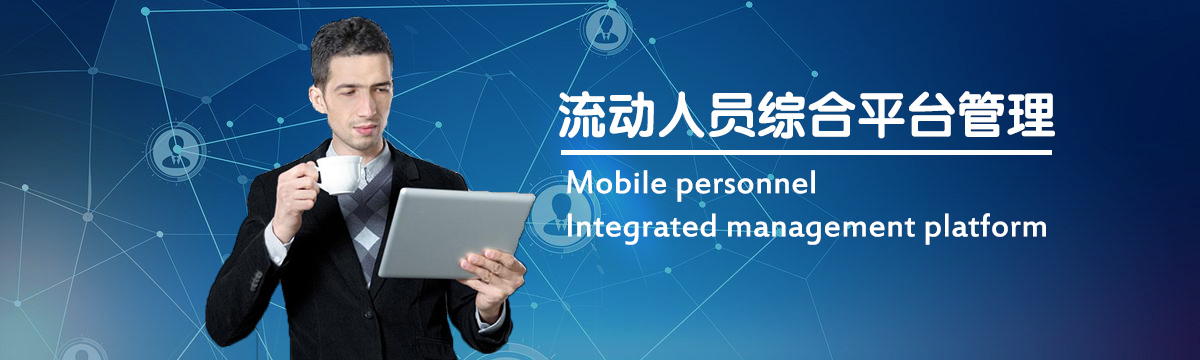 流动人员综合平台管理
Mobile personnel
Integrated management platform